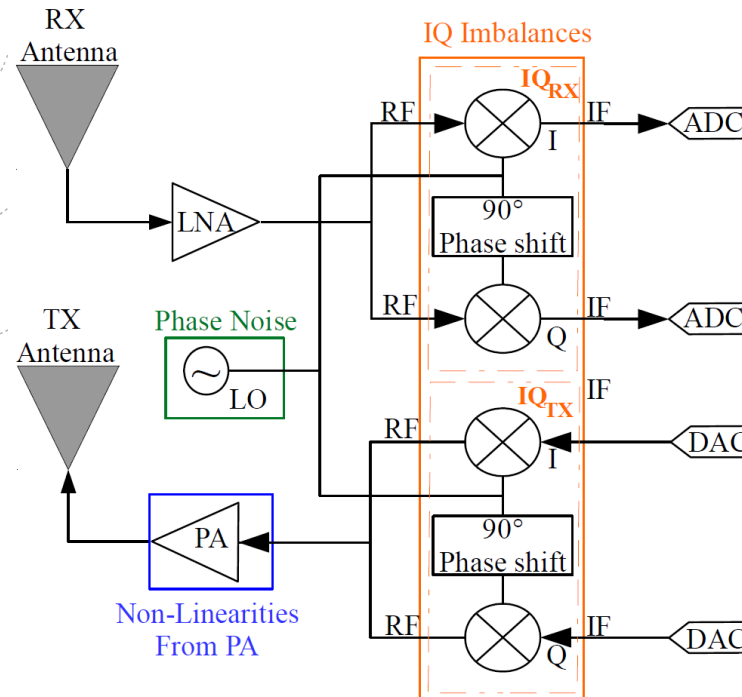 RX
Antenna
IQ Imbalances
IQRX
RF
I
IF
ADC
LNA
90°
Phase shift
RF
Q
IF
ADC
TX
Antenna
Phase Noise
LO
IQTX
IF
RF
I
DAC
PA
90°
Phase shift
Non-Linearities
From PA
RF
Q
IF
DAC